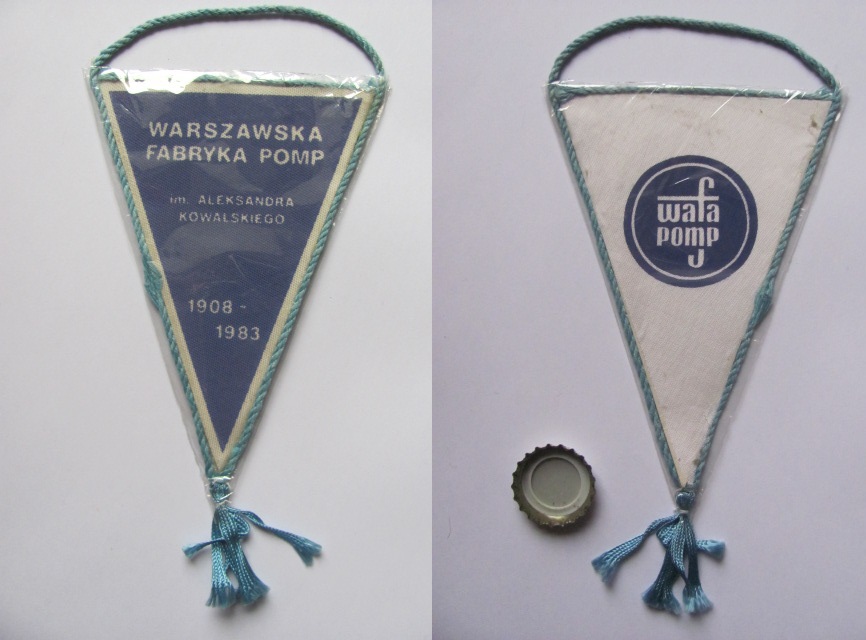 WARSZAWSKA
FABRYKA POMP
im. ALEKSANDRA
KOWALSKIEGO
1908 -
1983
wafa
pomp